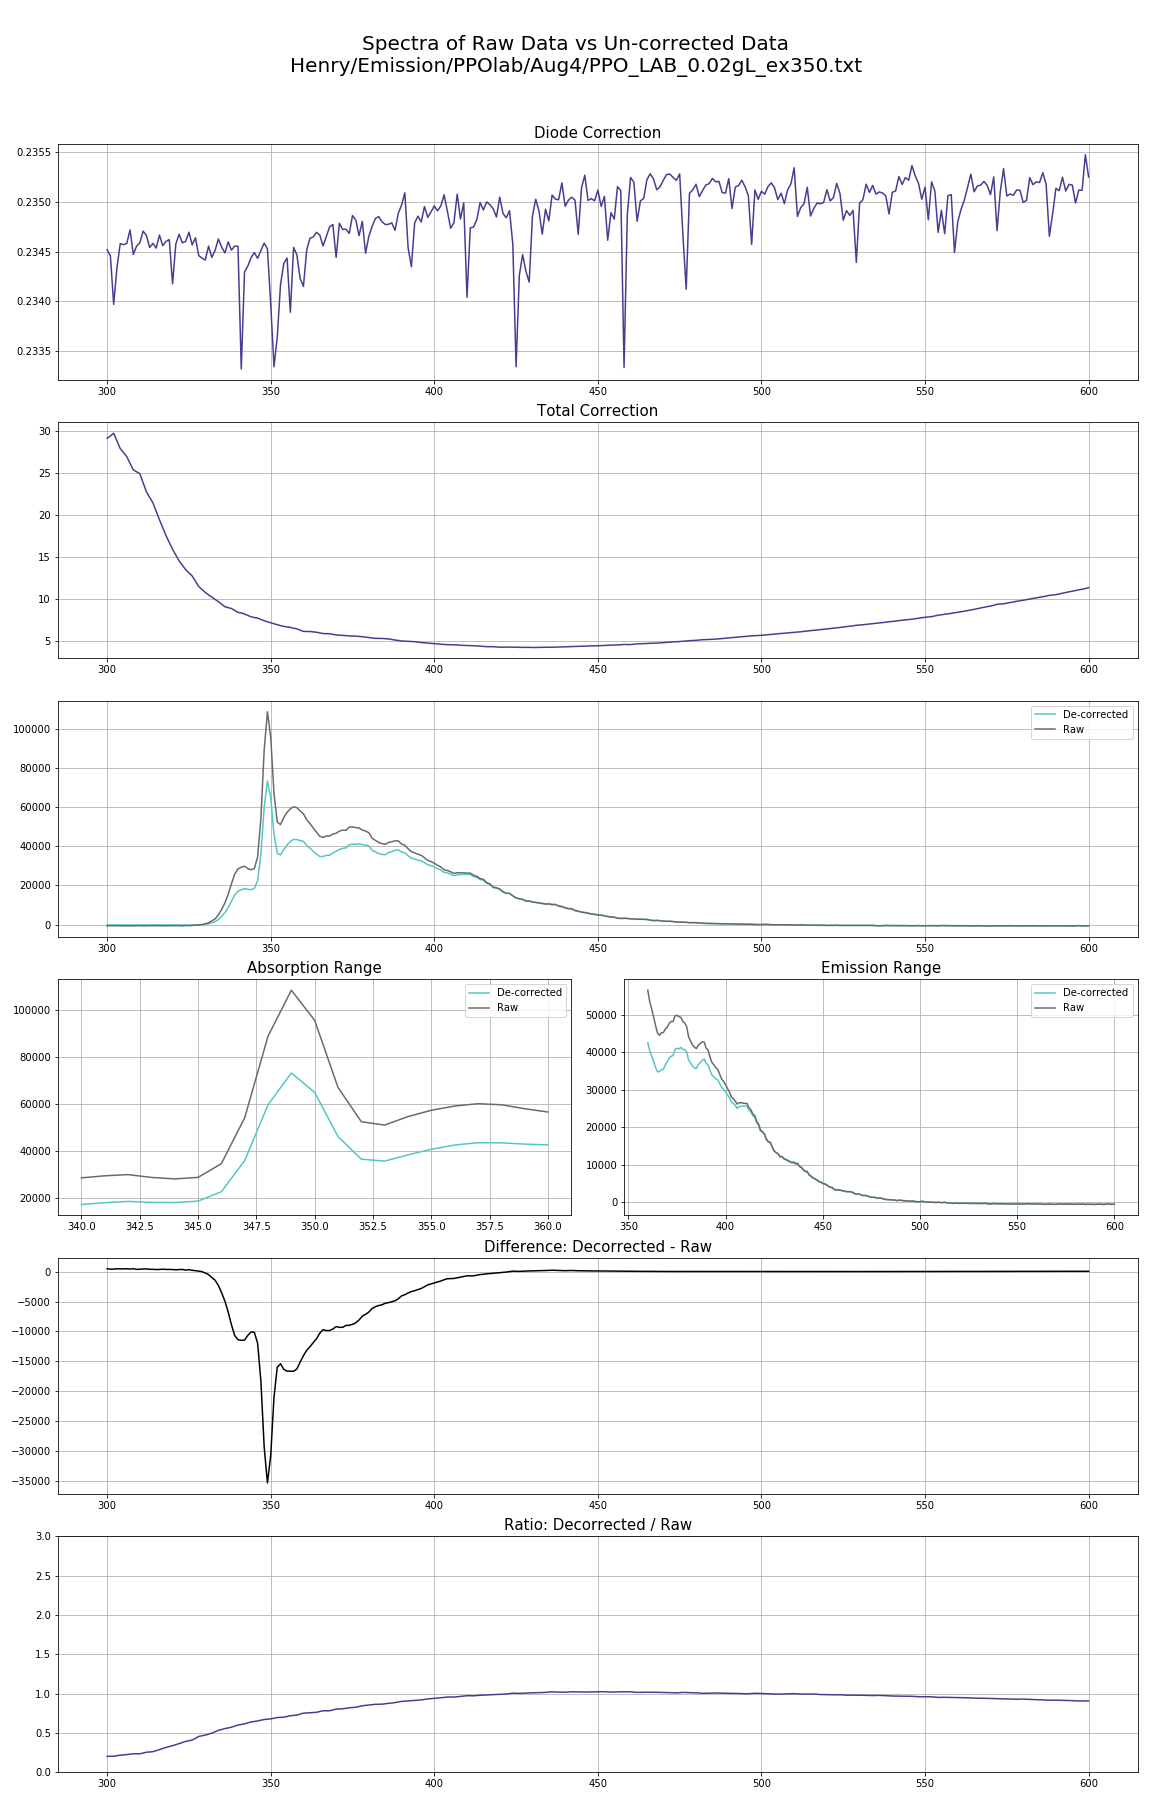 Spectra of Raw Data vs Un-corrected Data
Henry/Emission/PPOlab/Aug4/PPO_LAB_0.02gL_ex350.txt
Diode Correction
0.2355
0.2350
0.2345
0.2340
0.2335
300 350 400 450 500 550 600
Total Correction
30
25
20
15
10
5
300 350 400 450 500 550 600
De-corrected
Raw
100000
80000
60000
40000
20000
0
300 350 400 450 500 550 600
Absorption Range
De-corrected
Raw
100000
80000
60000
40000
20000
340.0 342.5 345.0 347.5 350.0 352.5 355.0 357.5 360.0
Emission Range
De-corrected
Raw
50000
40000
30000
20000
10000
0
350 400 450 500 550 600
Difference: Decorrected - Raw
0
−5000
−10000
−15000
−20000
−25000
−30000
−35000
300 350 400 450 500 550 600
Ratio: Decorrected / Raw
3.0
2.5
2.0
1.5
1.0
0.5
0.0
300 350 400 450 500 550 600